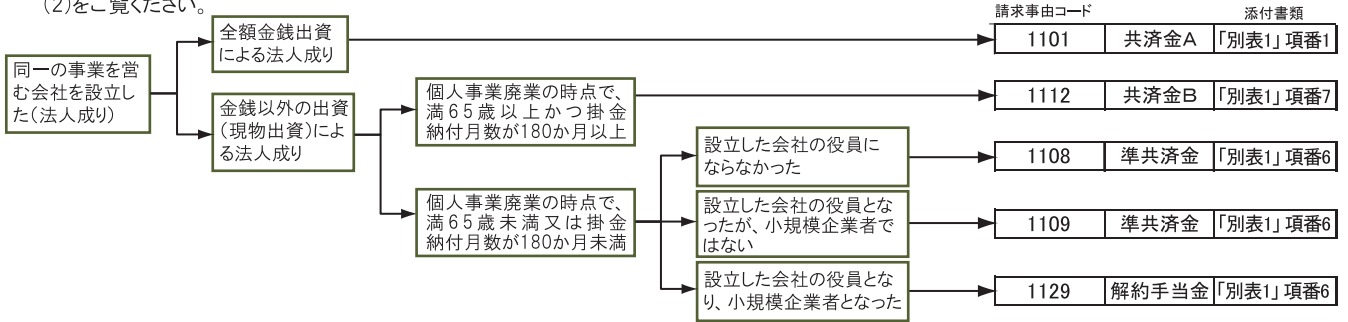 (2)をご覧ください。
請求事由コード
添付書類
全額金銭出資
による法人成り
1101
共済金A
「別表1」項番1
同一の事業を営
む会社を設立し
た(法人成り)
金銭以外の出資
(現物出資)によ
る法人成り
個人事業廃業の時点で、
満65歳以上かつ掛金
納付月数が180か月以上
1112
共済金B
「別表1」項番7
個人事業廃業の時点で、
満65歳未満又は掛金
納付月数が180か月未満
設立した会社の役員に
ならなかった
1108
準共済金
「別表1」項番6
設立した会社の役員とな
ったが、小規模企業者で
はない
1109
準共済金
「別表1」項番6
設立した会社の役員とな
り、小規模企業者となった
1129
解約手当金
「別表1」項番6